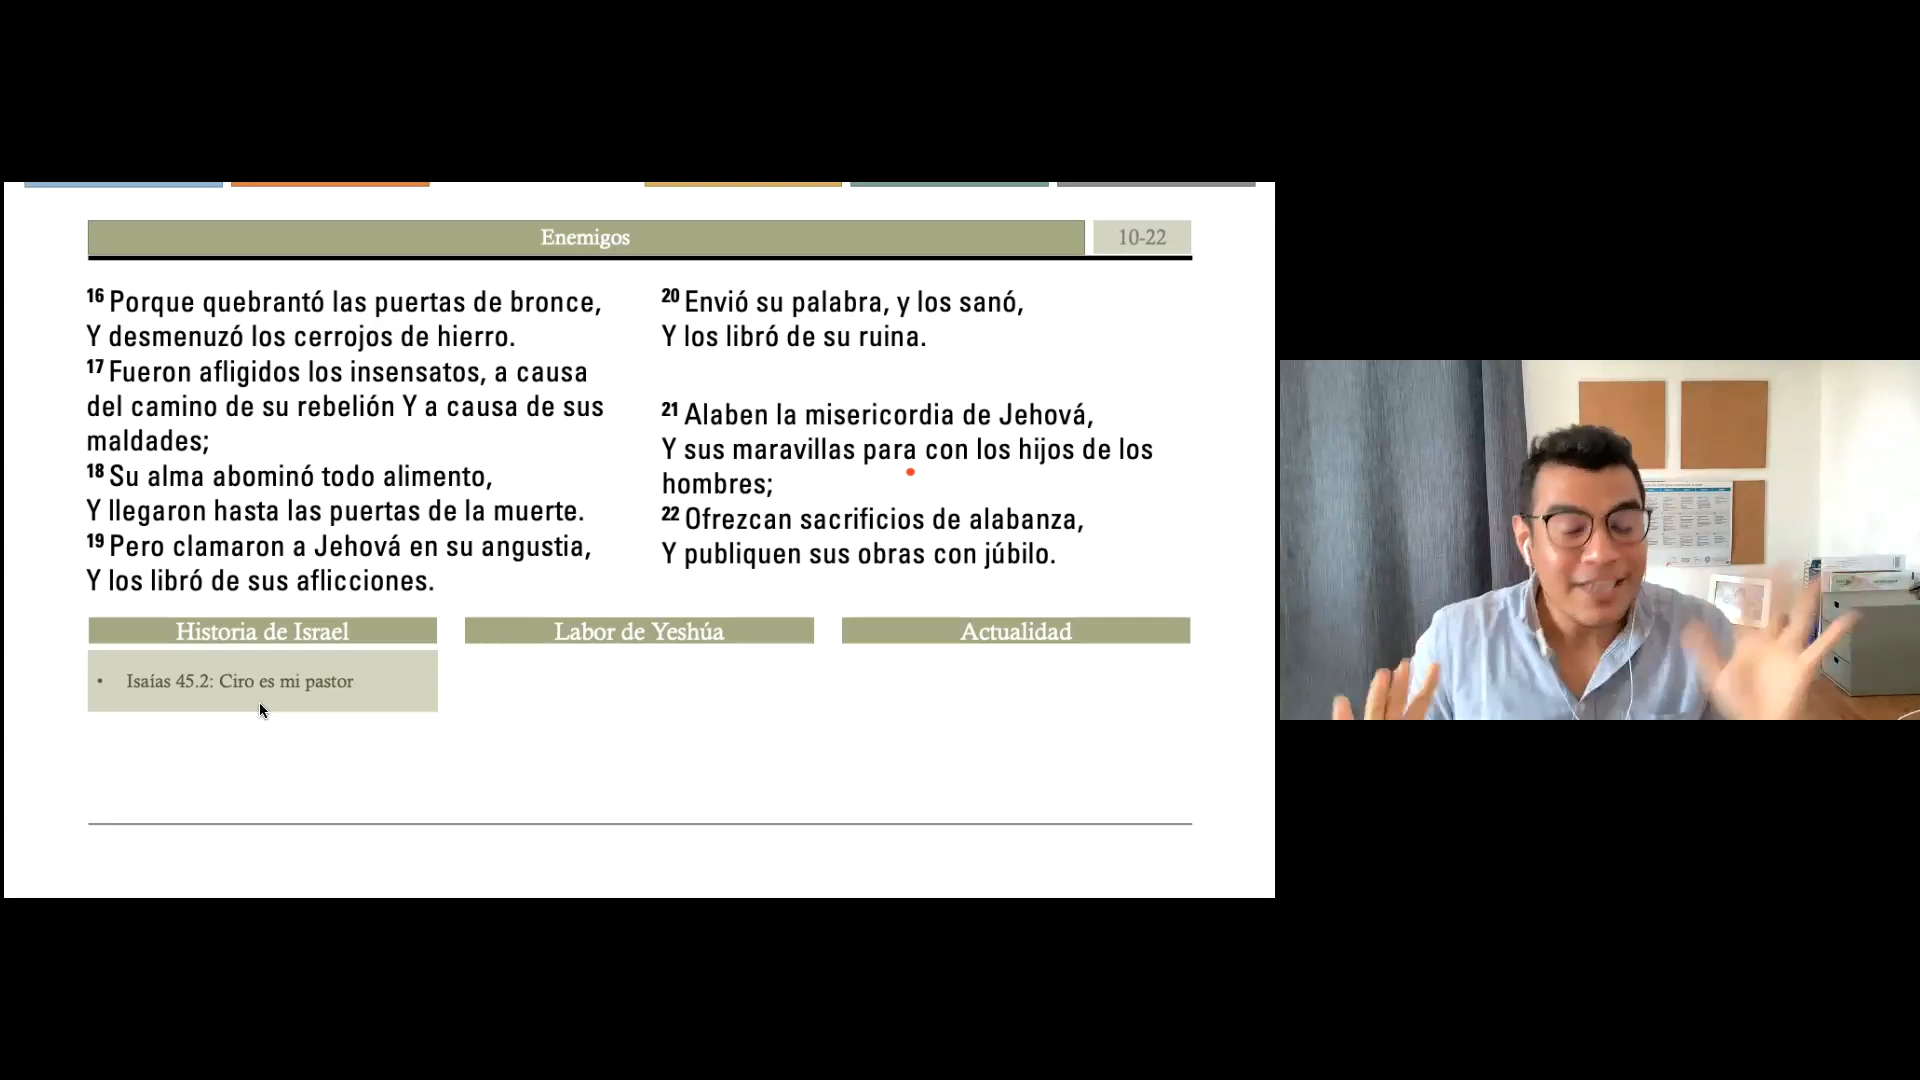 Enemigos
10-22
16 Porque quebrantó las puertas de bronce,
Y desmenuzó los cerrojos de hierro.
17 Fueron afligidos los insensatos, a causa
del camino de su rebelión Y a causa de sus
maldades;
18 Su alma abominó todo alimento,
Y llegaron hasta las puertas de la muerte.
19 Pero clamaron a Jehová en su angustia,
Y los libró de sus aflicciones.
20 Envió su palabra, y los sanó,
Y los libró de su ruina.
21 Alaben la misericordia de Jehová,
Y sus maravillas para con los hijos de los
hombres;
22 Ofrezcan sacrificios de alabanza,
Y publiquen sus obras con júbilo.
Historia de Israel
Labor de Yeshúa
Actualidad
• Isaías 45.2: Ciro es mi pastor